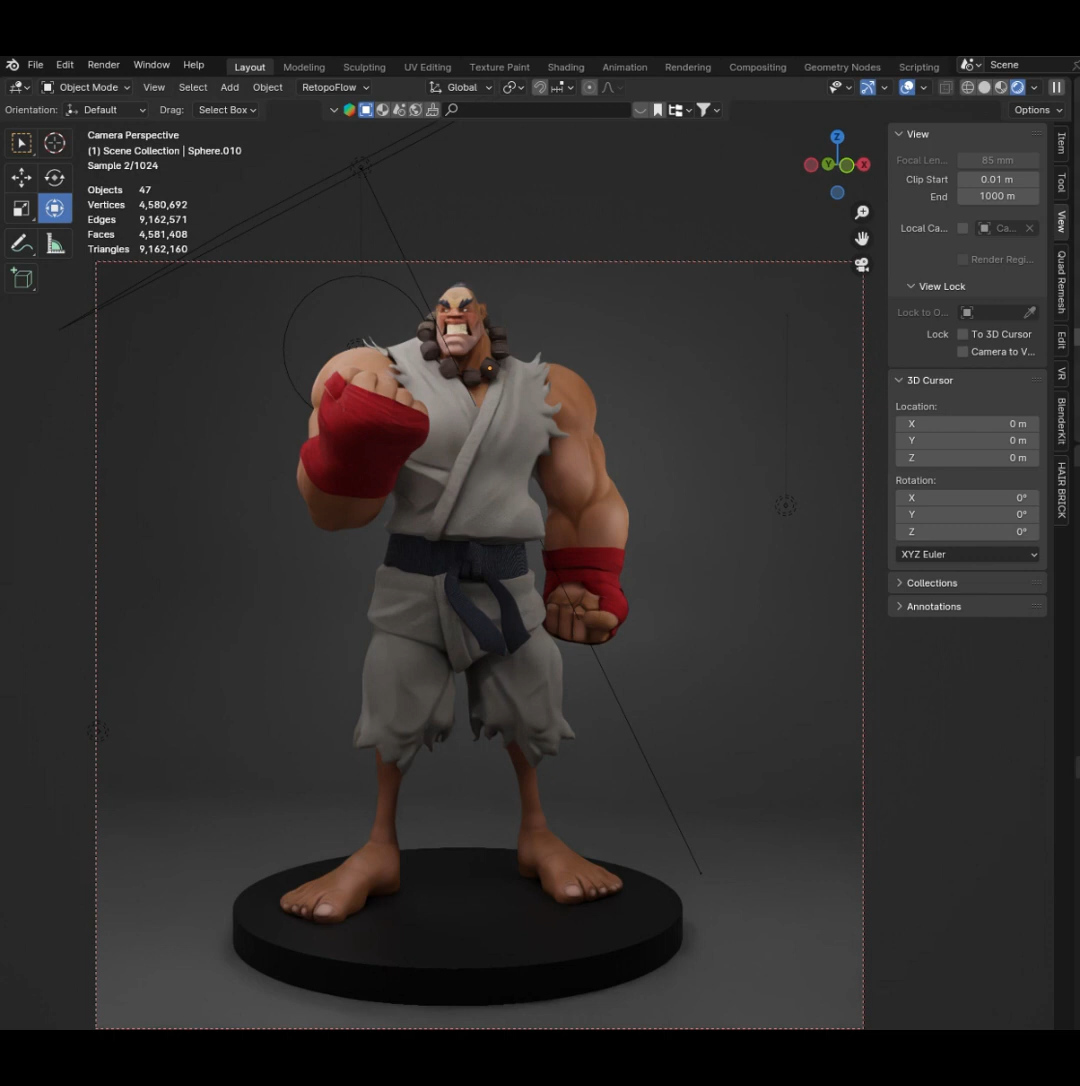 File Edit Render Window Help Layout Modeling Sculpting UV Editing Texture Paint Shading Animation Rendering Compositing Geometry Nodes Scripting Scene
Object Mode View Select Add Object RetopoFlow Global
Orientation: Default Drag: Select Box Options
Camera Perspective
(1) Scene Collection | Sphere.010
Sample 2/1024
Objects 47
Vertices 4,580,692
Edges 9,162,571
Faces 4,581,408
Triangles 9,162,160
Z
Y
X
View
Focal Len... 85 mm
Clip Start 0.01 m
End 1000 m
Local Ca... Ca...
Render Regi...
View Lock
Lock to O...
Lock To 3D Cursor
Camera to V...
3D Cursor
Location:
X 0 m
Y 0 m
Z 0 m
Rotation:
X 0°
Y 0°
Z 0°
XYZ Euler
Collections
Annotations
Item
Tool
View
Quad Remesh
Edit
VR
BlenderKit
HAIR BRICK